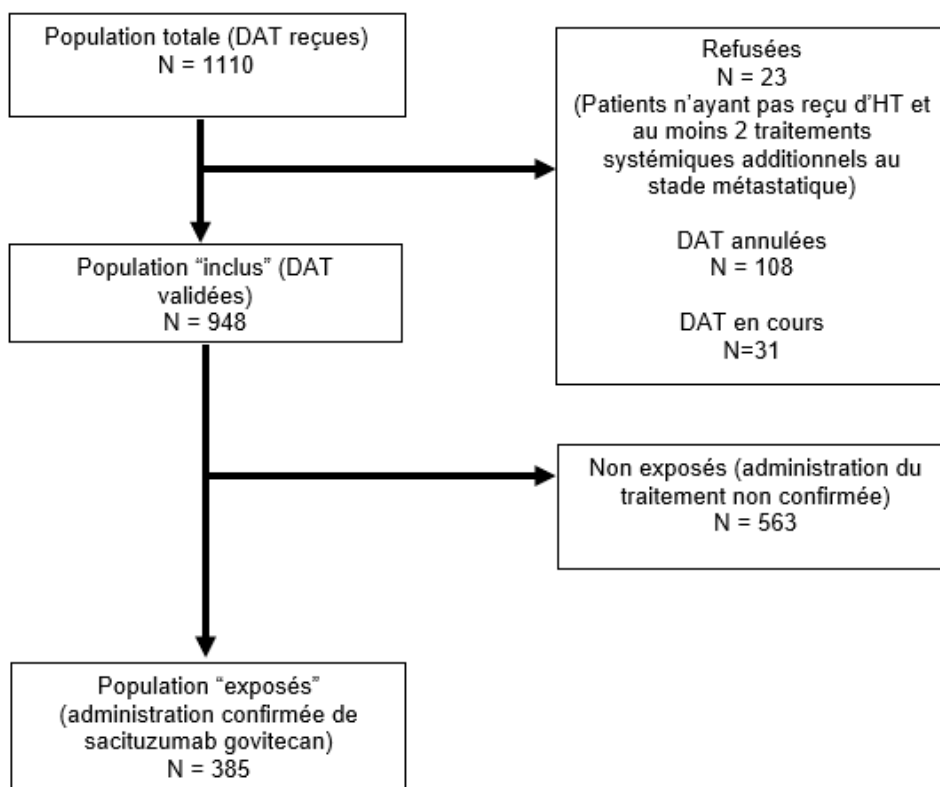 Population totale (DAT reçues)
N = 1110
Refusées
N = 23
(Patients n’ayant pas reçu d’HT et
au moins 2 traitements
systémiques additionnels au
stade métastatique)
DAT annulées
N = 108
DAT en cours
N=31
Population “inclus” (DAT
validées)
N = 948
Non exposés (administration du
traitement non confirmée)
N = 563
Population “exposés”
(administration confirmée de
sacituzumab govitecan)
N = 385